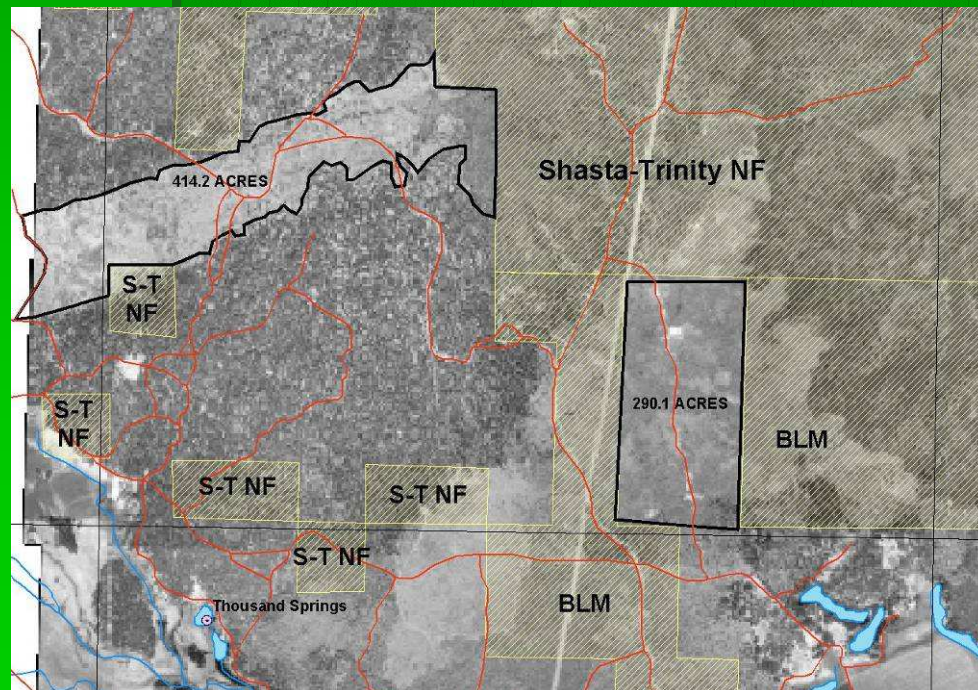 Shasta-Trinity NF
414.2 ACRES
S-T
NF
290.1 ACRES
S-T
NF
BLM
S-T NF
S-T NF
S-T NF
BLM
Thousand Springs